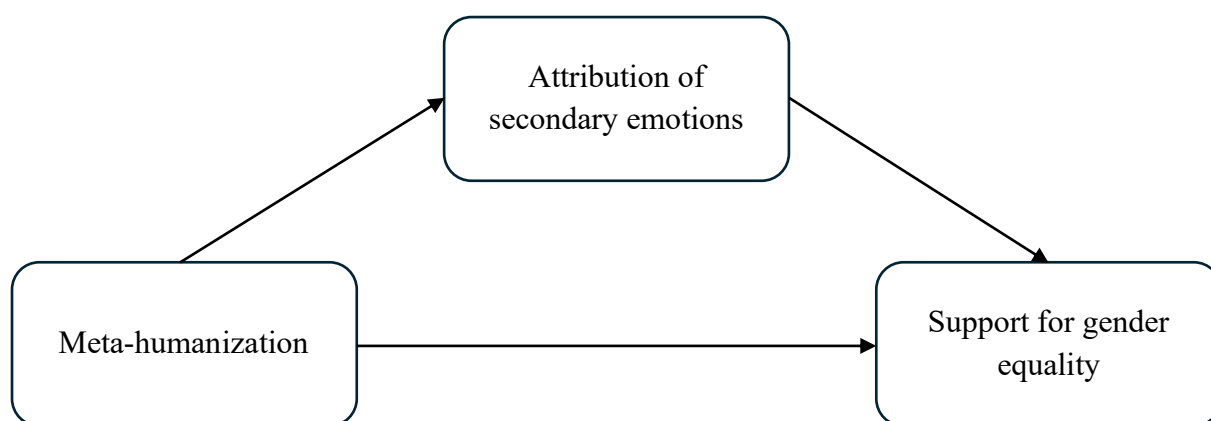 Attribution of
secondary emotions
Meta-humanization
Support for gender
equality